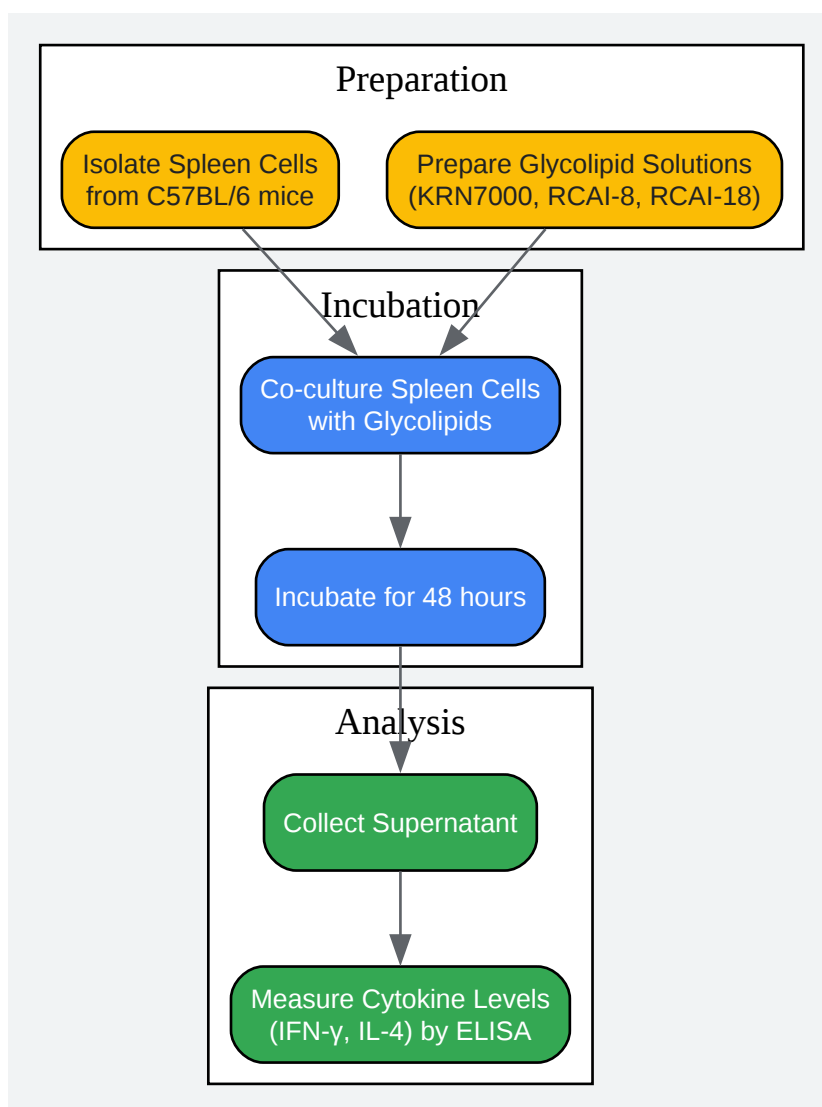 Preparation
Isolate Spleen Cells
from C57BL/6 mice
Prepare Glycolipid Solutions
(KRN7000, RCAI-8, RCAI-18)
Incubation
Co-culture Spleen Cells
with Glycolipids
Incubate for 48 hours
Analysis
Collect Supernatant
Measure Cytokine Levels
(IFN-γ, IL-4) by ELISA